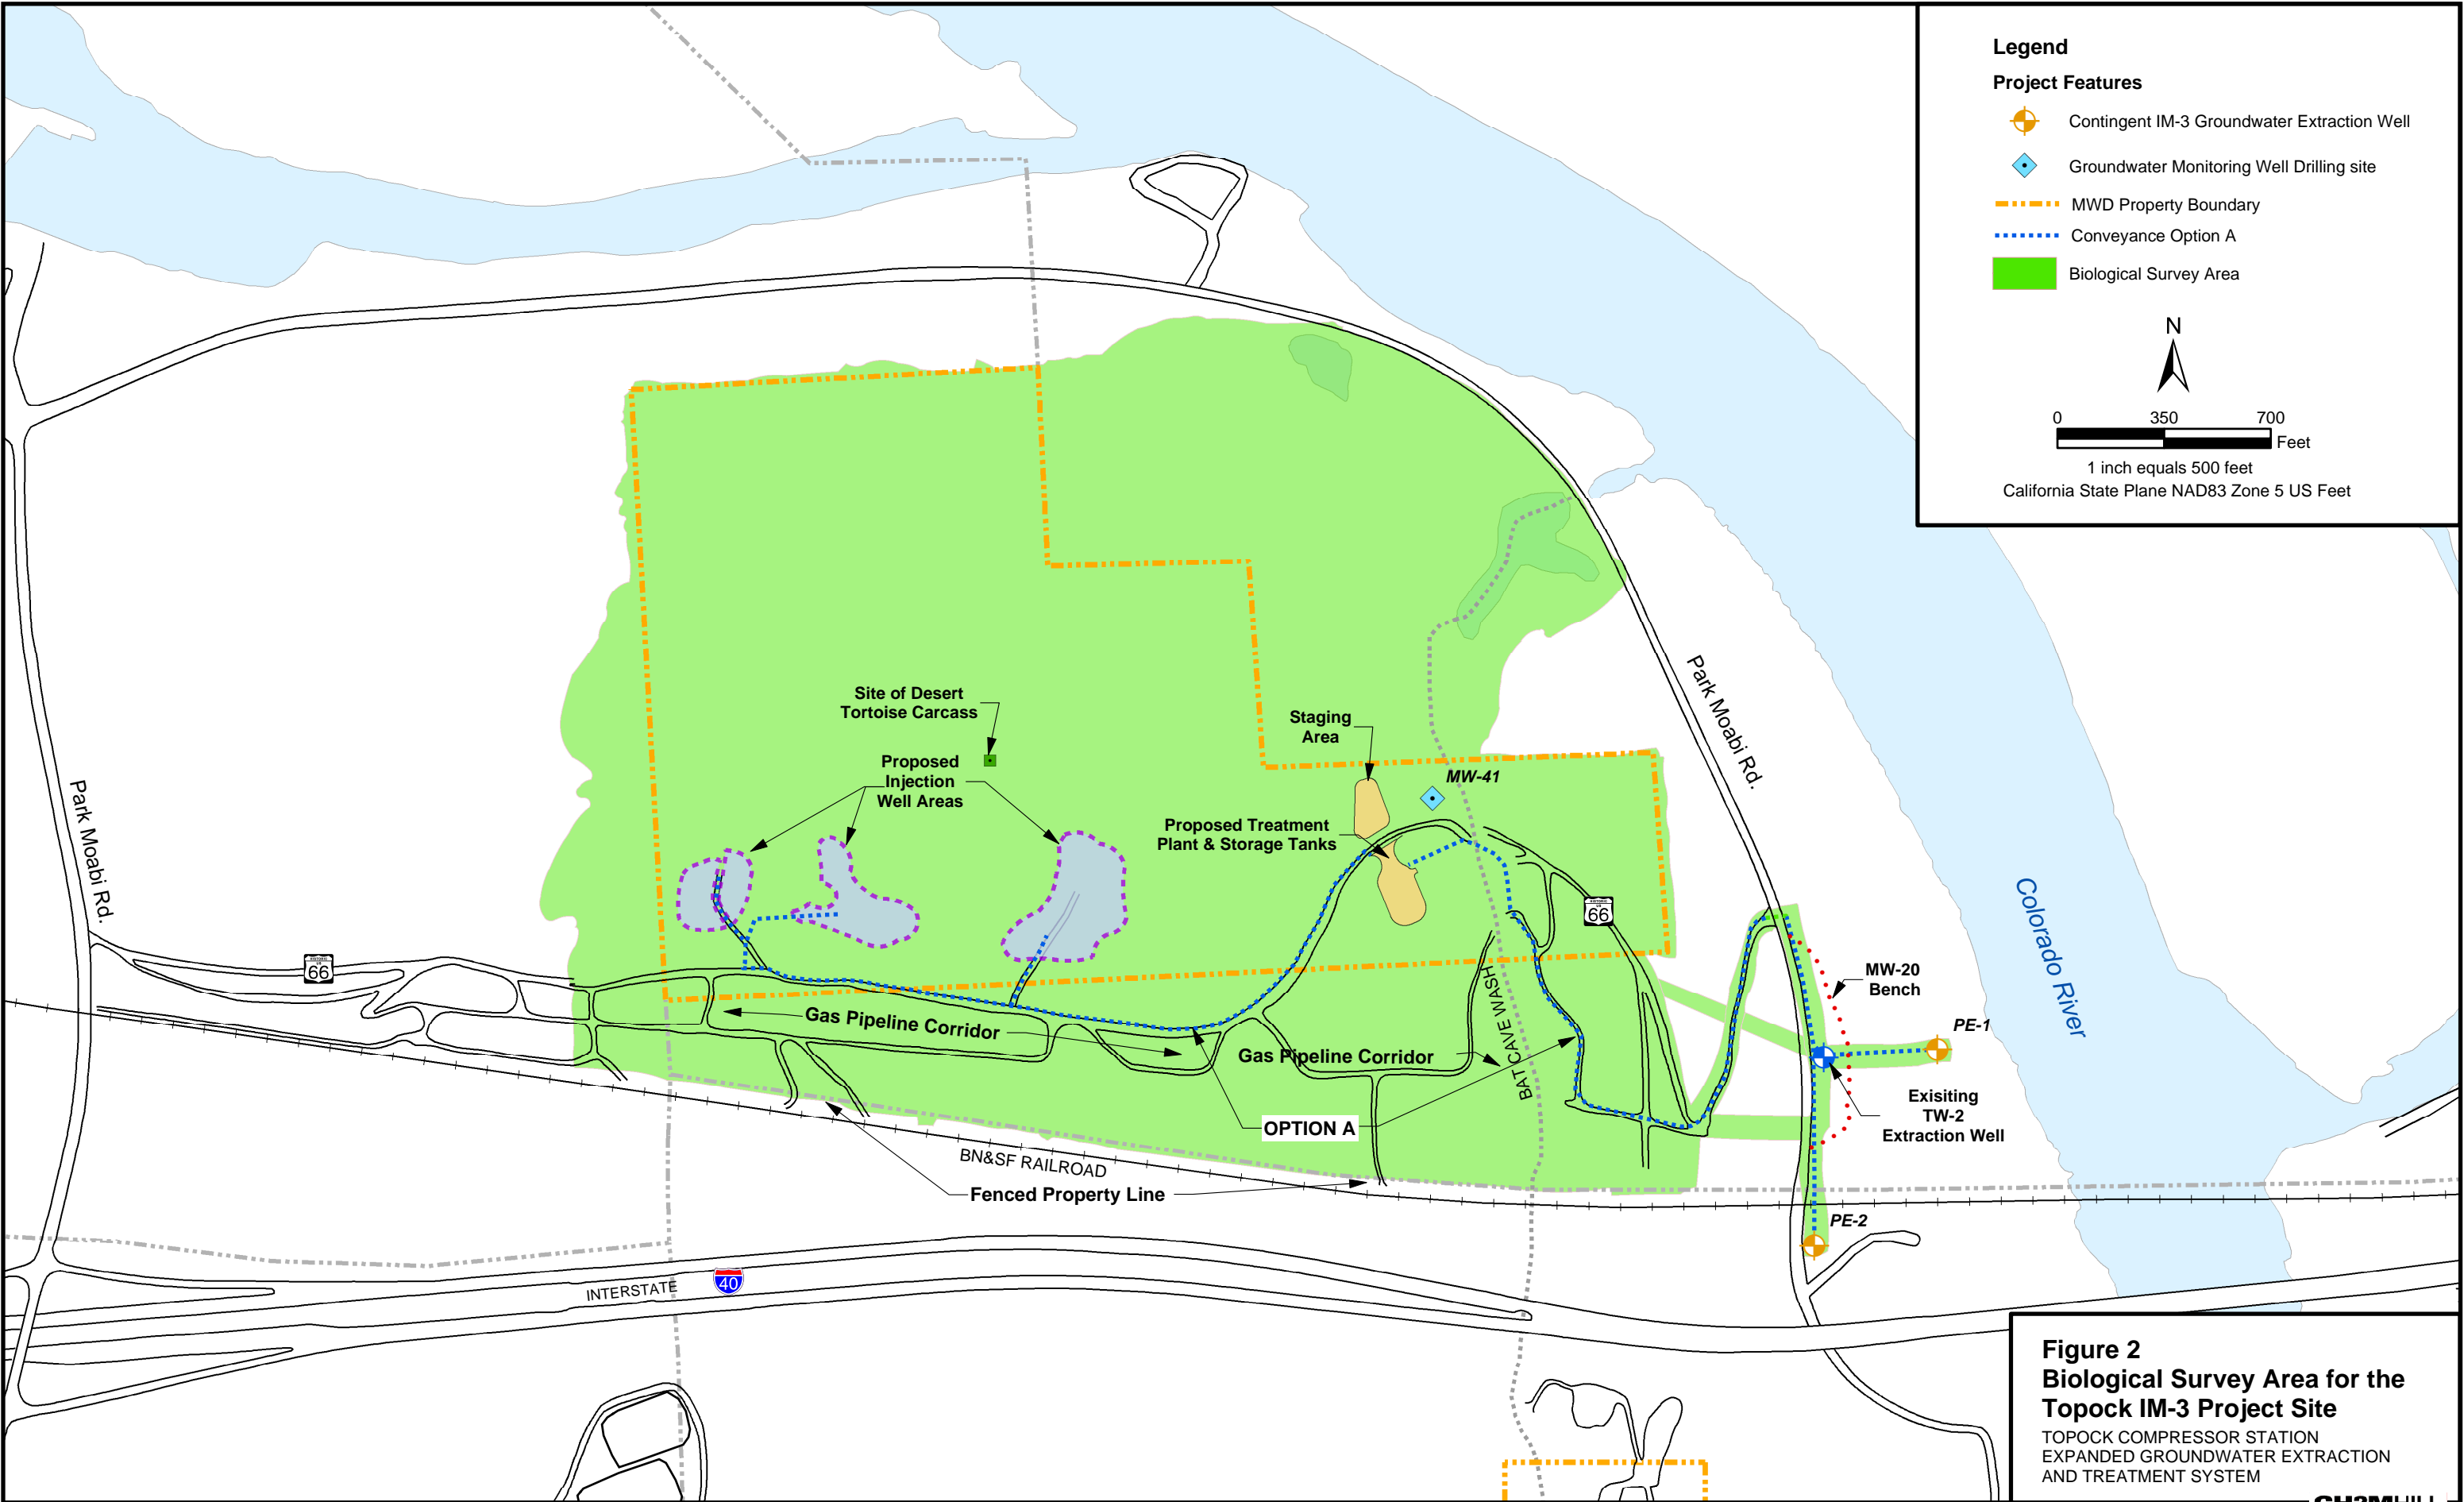 Legend
Project Features
Contingent IM-3 Groundwater Extraction Well
Groundwater Monitoring Well Drilling site
MWD Property Boundary
Conveyance Option A
Biological Survey Area
N
0 350 700
Feet
1 inch equals 500 feet
California State Plane NAD83 Zone 5 US Feet
Park Moabi Rd.
Site of Desert
Tortoise Carcass
Staging
Area
Proposed
Injection
Well Areas
MW-41
Proposed Treatment
Plant & Storage Tanks
Park Moabi Rd.
66
66
Colorado River
MW-20
Bench
BAT CAVE WASH
Gas Pipeline Corridor
Gas Pipeline Corridor
PE-1
Exisiting
TW-2
Extraction Well
OPTION A
BN&SF RAILROAD
Fenced Property Line
PE-2
INTERSTATE
40
Figure 2
Biological Survey Area for the
Topock IM-3 Project Site
TOPOCK COMPRESSOR STATION
EXPANDED GROUNDWATER EXTRACTION
AND TREATMENT SYSTEM